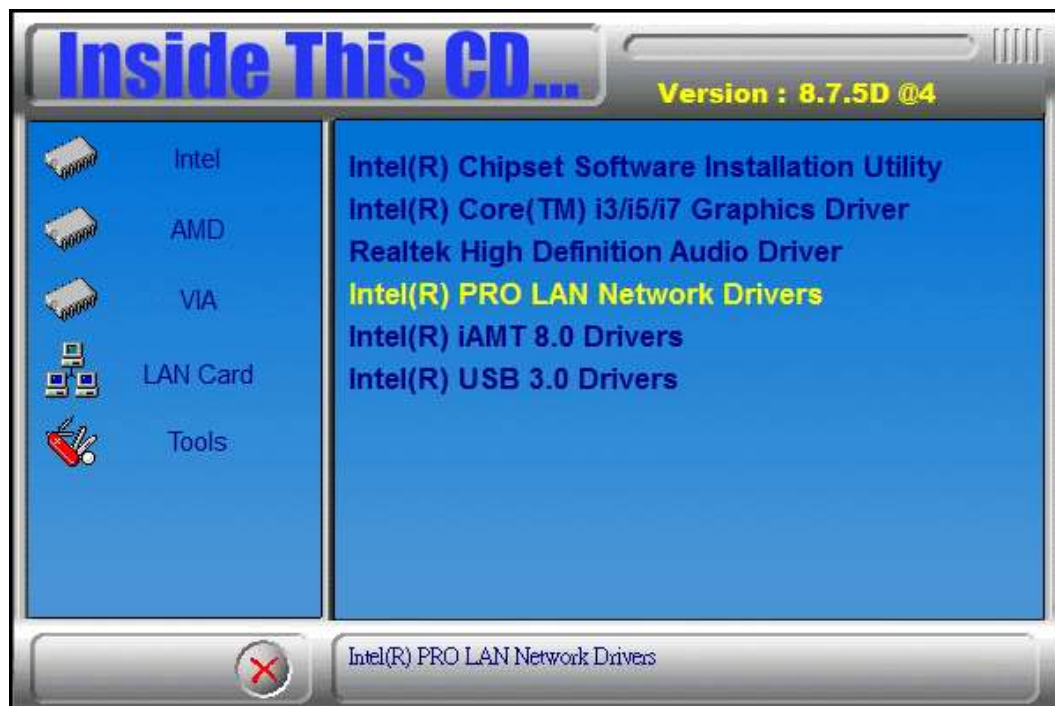 Inside This CD...
Version : 8.7.5D @4
Intel
AMD
VIA
LAN Card
Tools
Intel(R) Chipset Software Installation Utility
Intel(R) Core(TM) i3/i5/i7 Graphics Driver
Realtek High Definition Audio Driver
Intel(R) PRO LAN Network Drivers
Intel(R) iAMT 8.0 Drivers
Intel(R) USB 3.0 Drivers
Intel(R) PRO LAN Network Drivers